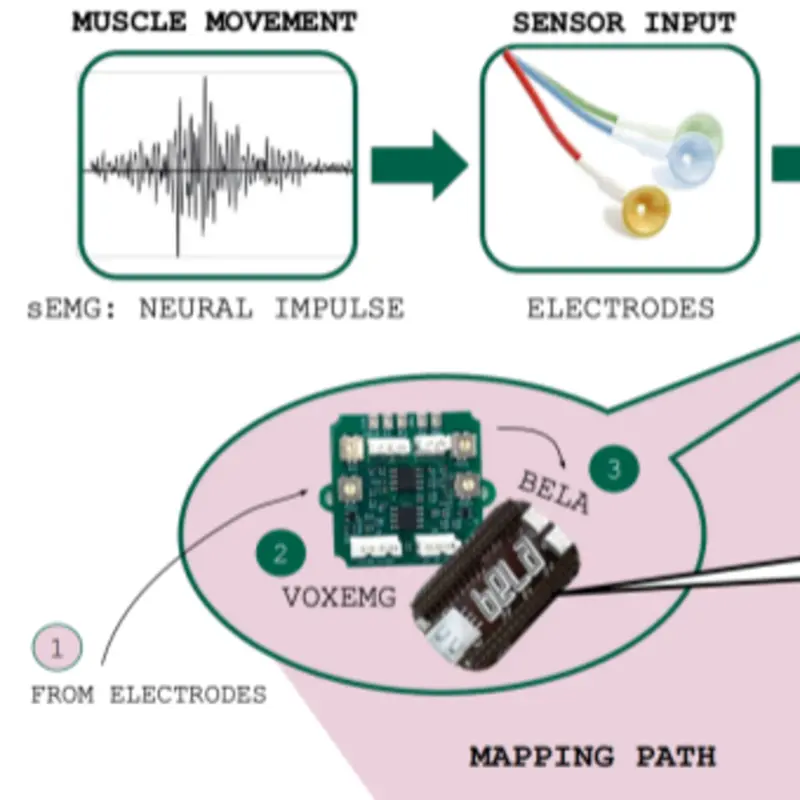 MUSCLE MOVEMENT
SENSOR INPUT
sEMG: NEURAL IMPULSE
ELECTRODES
3
BELA
2
VOXEMG
bela
1
FROM ELECTRODES
MAPPING PATH